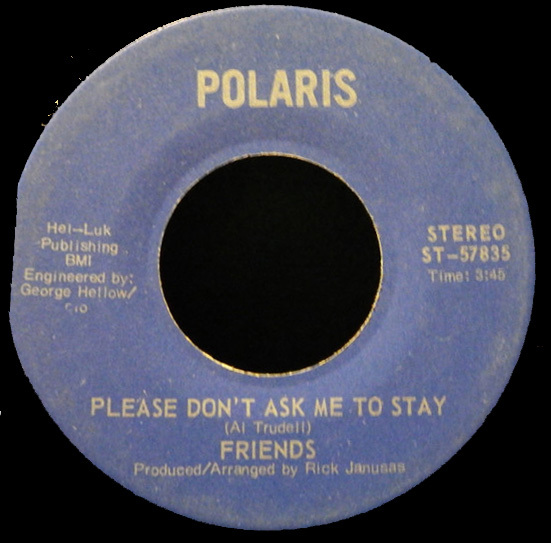 POLARIS
Hel-Luk
Publishing
BMI
Engineered by:
George Hellow/
STEREO
ST-57835
Time: 3:45
PLEASE DON'T ASK ME TO STAY
(Al Trudell)
FRIENDS
Produced/Arranged by Rick Janusas